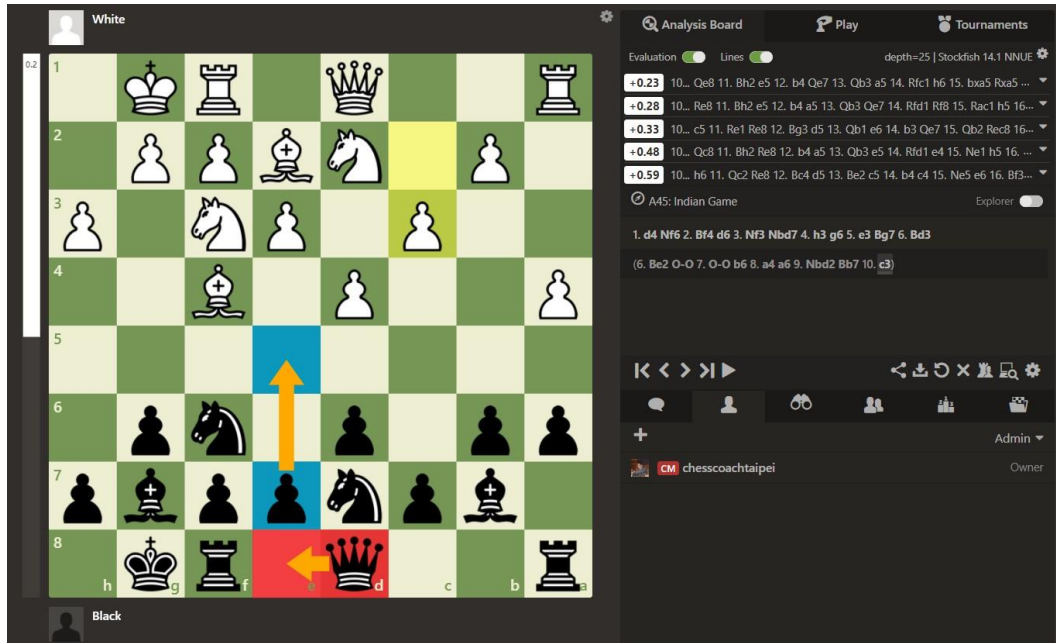 White
0.2
1
2
3
4
5
6
7
8
h g f e d c b a
Black
Analysis Board Play Tournaments
Evaluation Lines depth=25 | Stockfish 14.1 NNUE
+0.23 10... Qe8 11. Bh2 e5 12. b4 Qe7 13. Qb3 a5 14. Rfc1 h6 15. bxa5 Rxa5 ...
+0.28 10... Re8 11. Bh2 e5 12. b4 a5 13. Qb3 Qe7 14. Rfd1 Rf8 15. Rac1 h5 16...
+0.33 10... c5 11. Re1 Re8 12. Bg3 d5 13. Qb1 e6 14. b3 Qe7 15. Qb2 Rec8 16...
+0.48 10... Qc8 11. Bh2 Re8 12. b4 a5 13. Qb3 e5 14. Rfd1 e4 15. Ne1 h5 16. ...
+0.59 10... h6 11. Qc2 Re8 12. Bc4 d5 13. Be2 c5 14. b4 c4 15. Ne5 e6 16. Bf3...
A45: Indian Game Explorer
1. d4 Nf6 2. Bf4 d6 3. Nf3 Nbd7 4. h3 g6 5. e3 Bg7 6. Bd3
(6. Be2 O-O 7. O-O b6 8. a4 a6 9. Nbd2 Bb7 10. c3)
Admin
CM chesscoachtaipei Owner